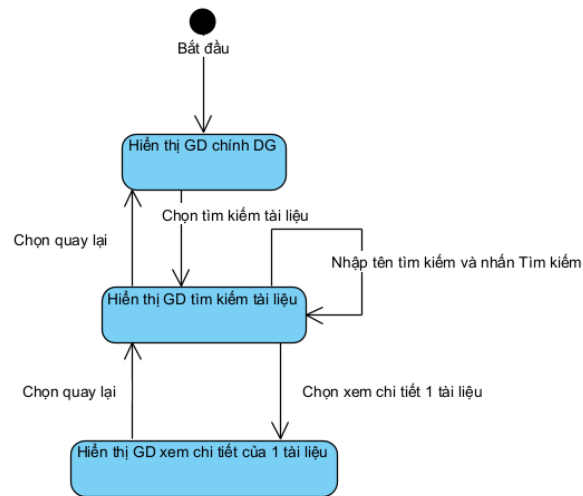 Bắt đầu
Hiển thị GD chính DG
Chọn tìm kiếm tài liệu
Chọn quay lại
Nhập tên tìm kiếm và nhấn Tìm kiếm
Hiển thị GD tìm kiếm tài liệu
Chọn quay lại
Chọn xem chi tiết 1 tài liệu
Hiển thị GD xem chi tiết của 1 tài liệu